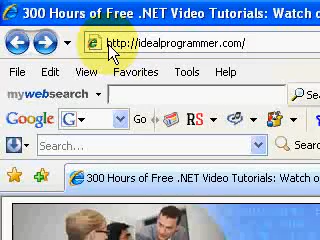 300 Hours of Free .NET Video Tutorials: Watch o
http://idealprogrammer.com/
File Edit View Favorites Tools Help
mywebsearch Search
Google G Go RS
Search...
300 Hours of Free .NET Video Tutorials: Watch o